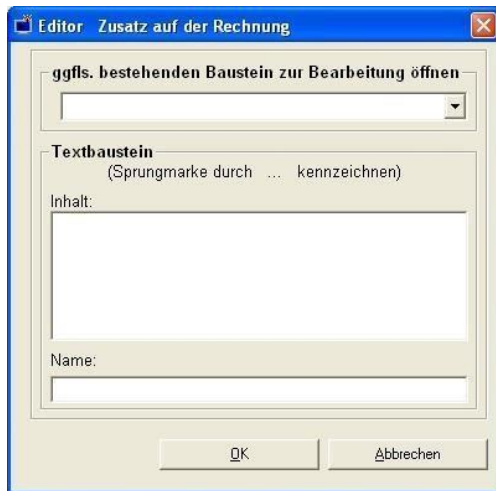 Editor Zusatz auf der Rechnung
ggfls. bestehenden Baustein zur Bearbeitung öffnen
Textbaustein
(Sprungmarke durch ... kennzeichnen)
Inhalt:
Name:
OK Abbrechen